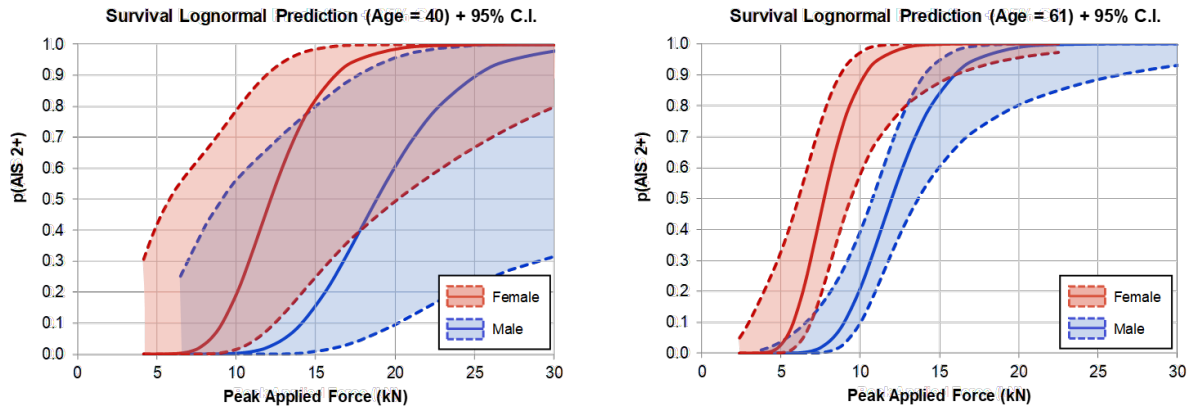 Survival Lognormal Prediction (Age = 40) + 95% C.I.
p(AIS 2+)
1.0
0.9
0.8
0.7
0.6
0.5
0.4
0.3
0.2
0.1
0.0
Female
Male
0 5 10 15 20 25 30
Peak Applied Force (kN)
Survival Lognormal Prediction (Age = 61) + 95% C.I.
p(AIS 2+)
1.0
0.9
0.8
0.7
0.6
0.5
0.4
0.3
0.2
0.1
0.0
Female
Male
0 5 10 15 20 25 30
Peak Applied Force (kN)